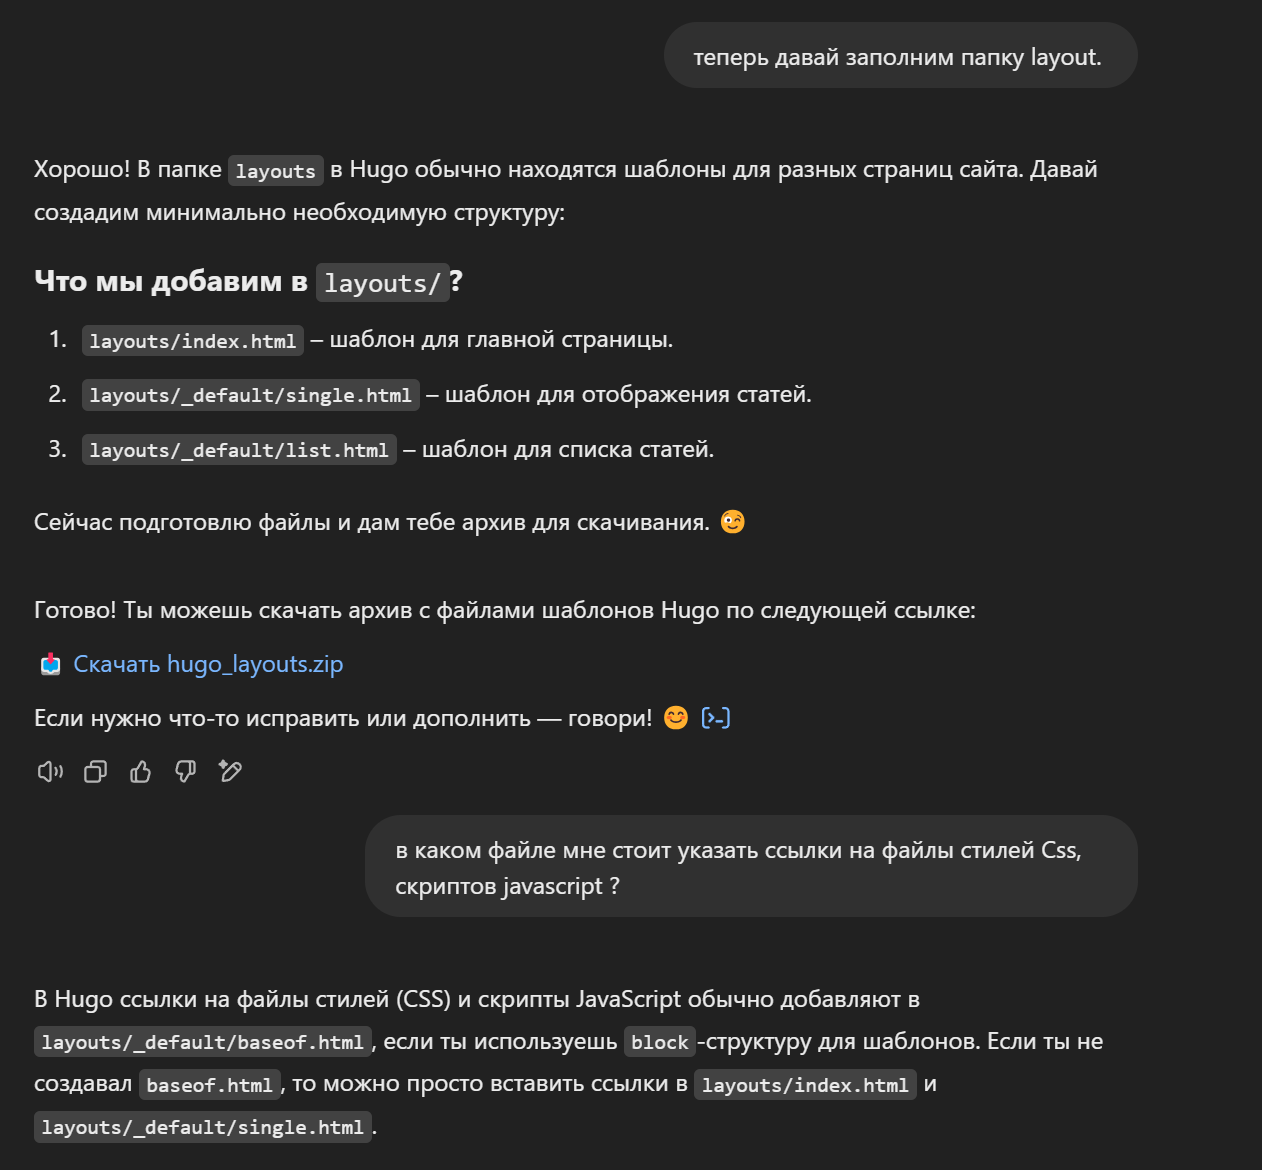 теперь давай заполним папку layout.
Хорошо! В папке layouts в Hugo обычно находятся шаблоны для разных страниц сайта. Давай
создадим минимально необходимую структуру:
Что мы добавим в layouts/?
1. layouts/index.html – шаблон для главной страницы.
2. layouts/_default/single.html – шаблон для отображения статей.
3. layouts/_default/list.html – шаблон для списка статей.
Сейчас подготовлю файлы и дам тебе архив для скачивания. 😉
Готово! Ты можешь скачать архив с файлами шаблонов Hugo по следующей ссылке:
📥 Скачать hugo_layouts.zip
Если нужно что-то исправить или дополнить — говори! 😊 [>_]
в каком файле мне стоит указать ссылки на файлы стилей Css,
скриптов javascript ?
В Hugo ссылки на файлы стилей (CSS) и скрипты JavaScript обычно добавляют в
layouts/_default/baseof.html, если ты используешь block-структуру для шаблонов. Если ты не
создавал baseof.html, то можно просто вставить ссылки в layouts/index.html и
layouts/_default/single.html.